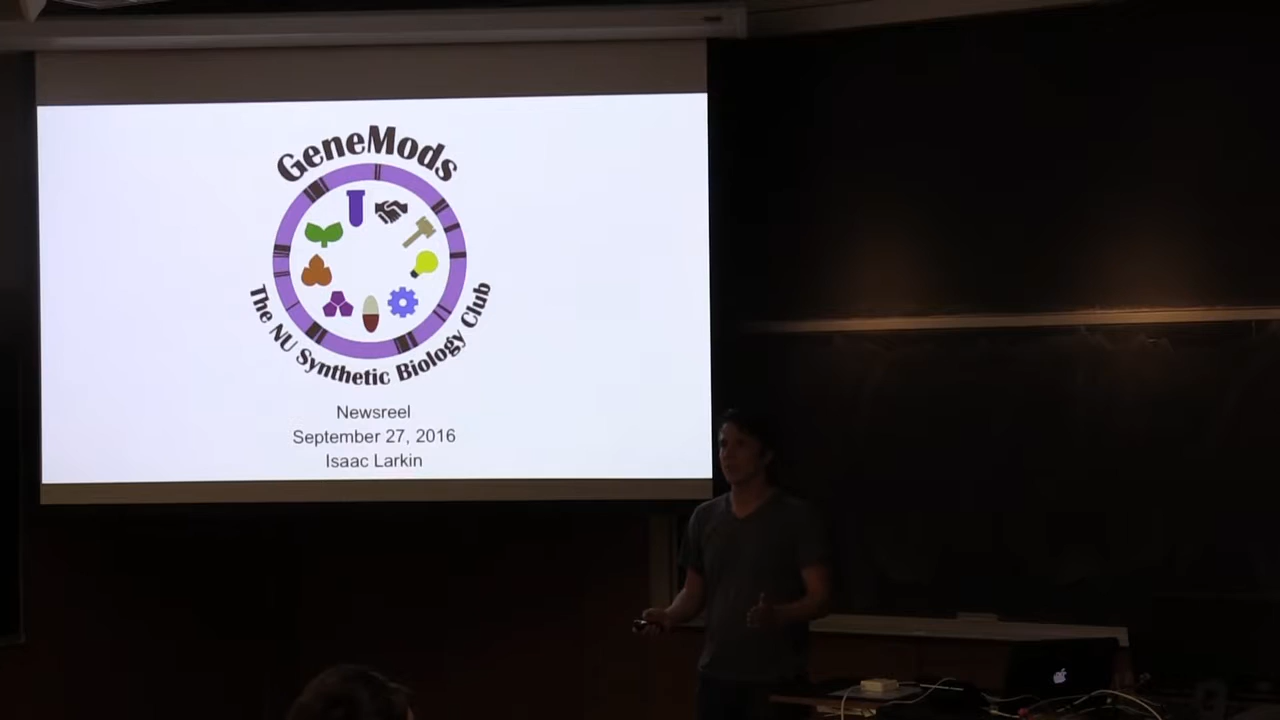 GeneMods
The NU Synthetic Biology Club
Newsreel
September 27, 2016
Isaac Larkin